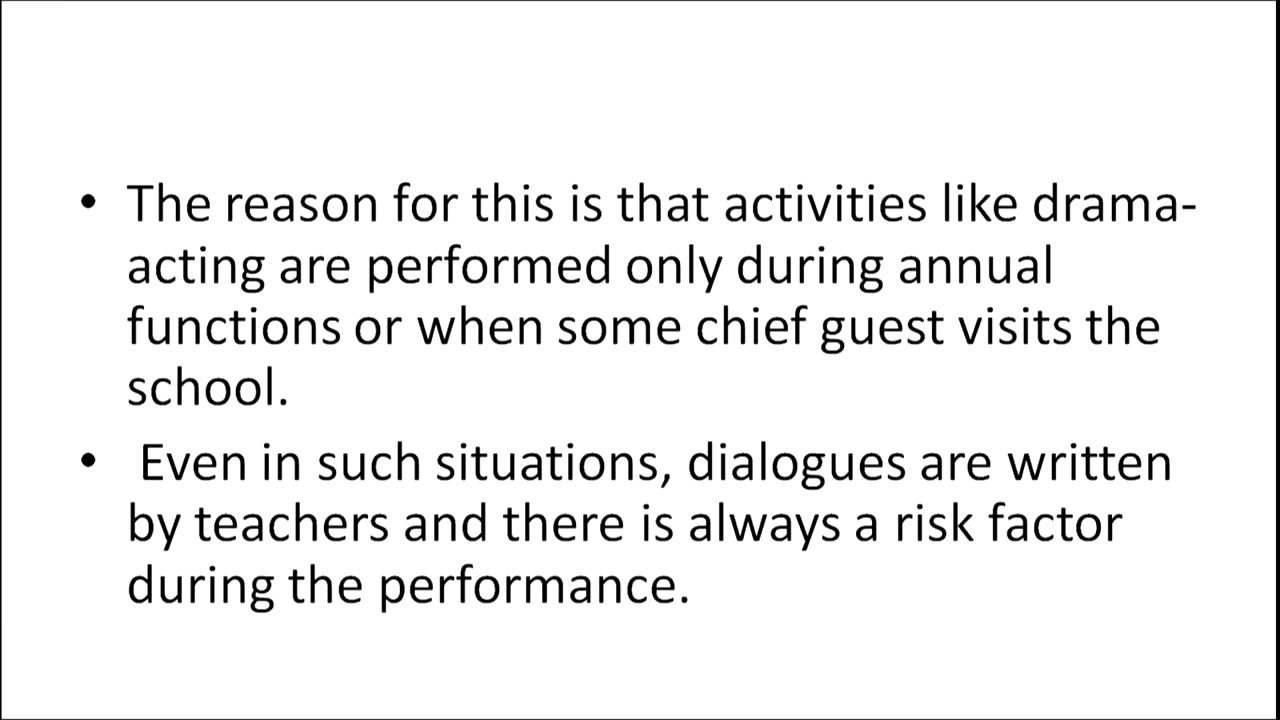 • The reason for this is that activities like drama-
acting are performed only during annual
functions or when some chief guest visits the
school.
• Even in such situations, dialogues are written
by teachers and there is always a risk factor
during the performance.